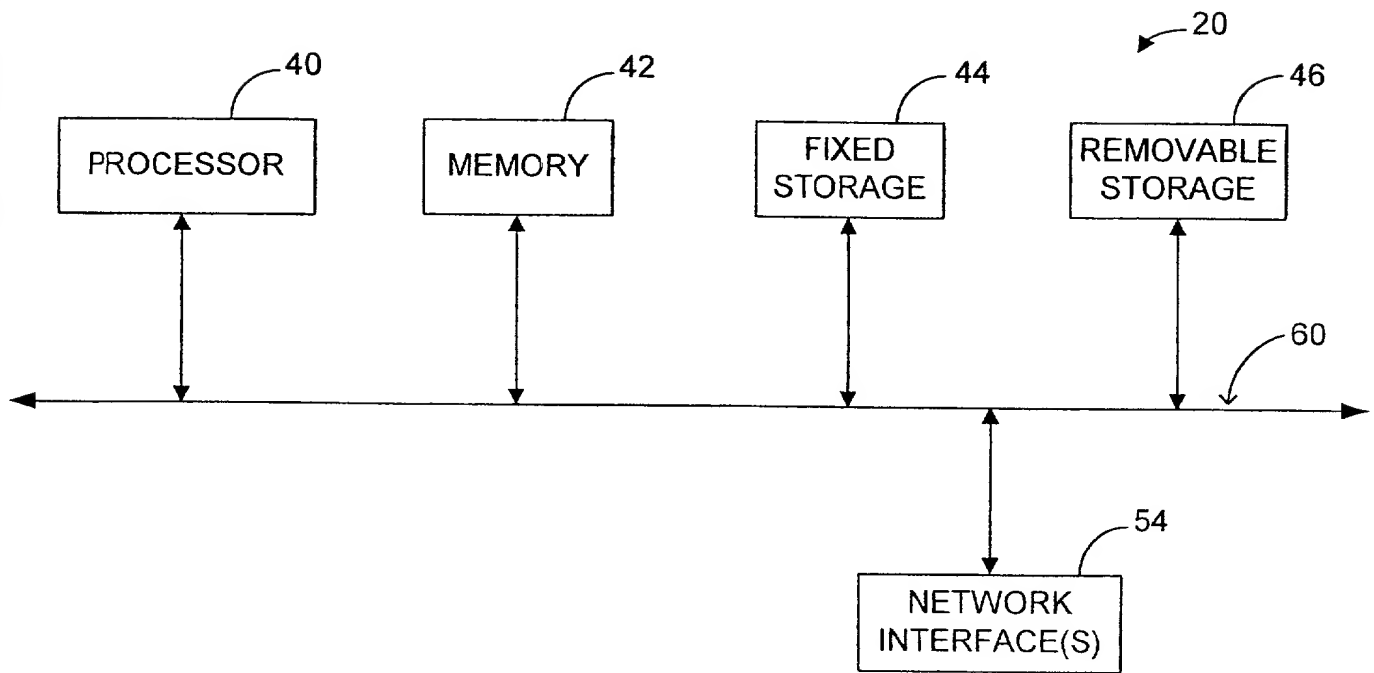 20
40
42
44
46
PROCESSOR
MEMORY
FIXED
STORAGE
REMOVABLE
STORAGE
60
54
NETWORK
INTERFACE(S)